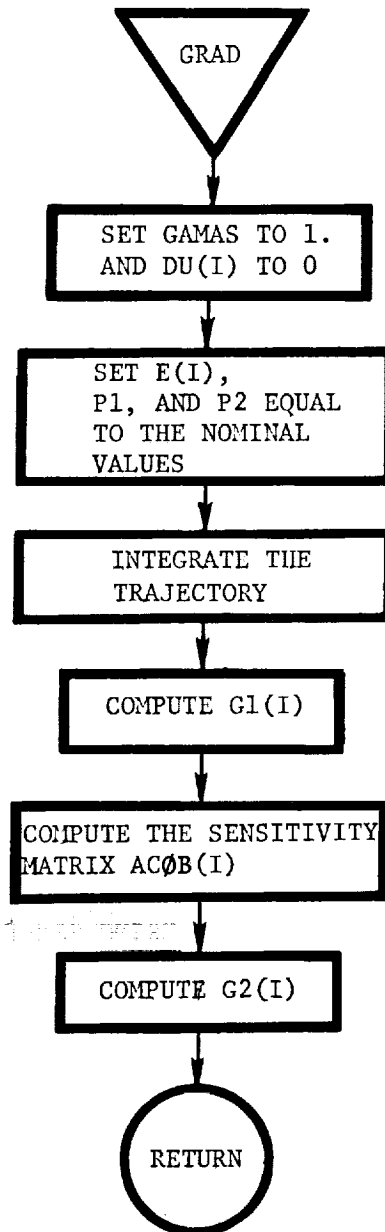 GRAD
SET GAMAS TO 1.
AND DU(I) TO 0
SET E(I),
P1, AND P2 EQUAL
TO THE NOMINAL
VALUES
INTEGRATE THE
TRAJECTORY
COMPUTE G1(I)
COMPUTE THE SENSITIVITY
MATRIX ACØB(I)
COMPUTE G2(I)
RETURN